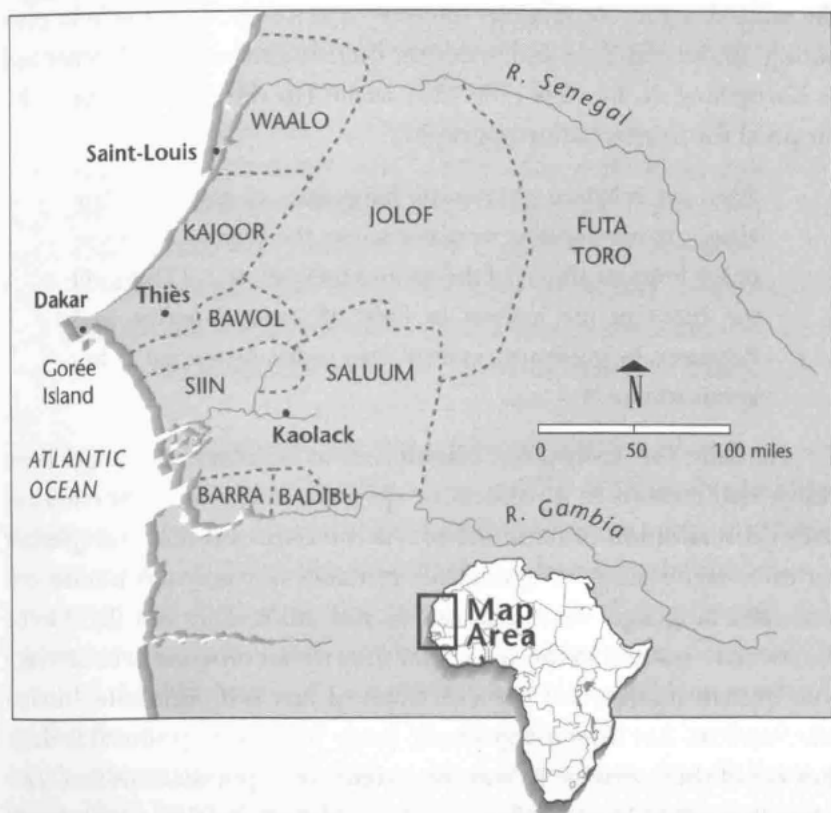 R. Senegal
WAALO
Saint-Louis
JOLOF
KAJOOR
FUTA
TORO
Dakar
Thiès
BAWOL
Gorée
Island
SIIN
SALUUM
N
Kaolack
0 50 100 miles
ATLANTIC
OCEAN
BARRA
BADIBU
R. Gambia
Map
Area